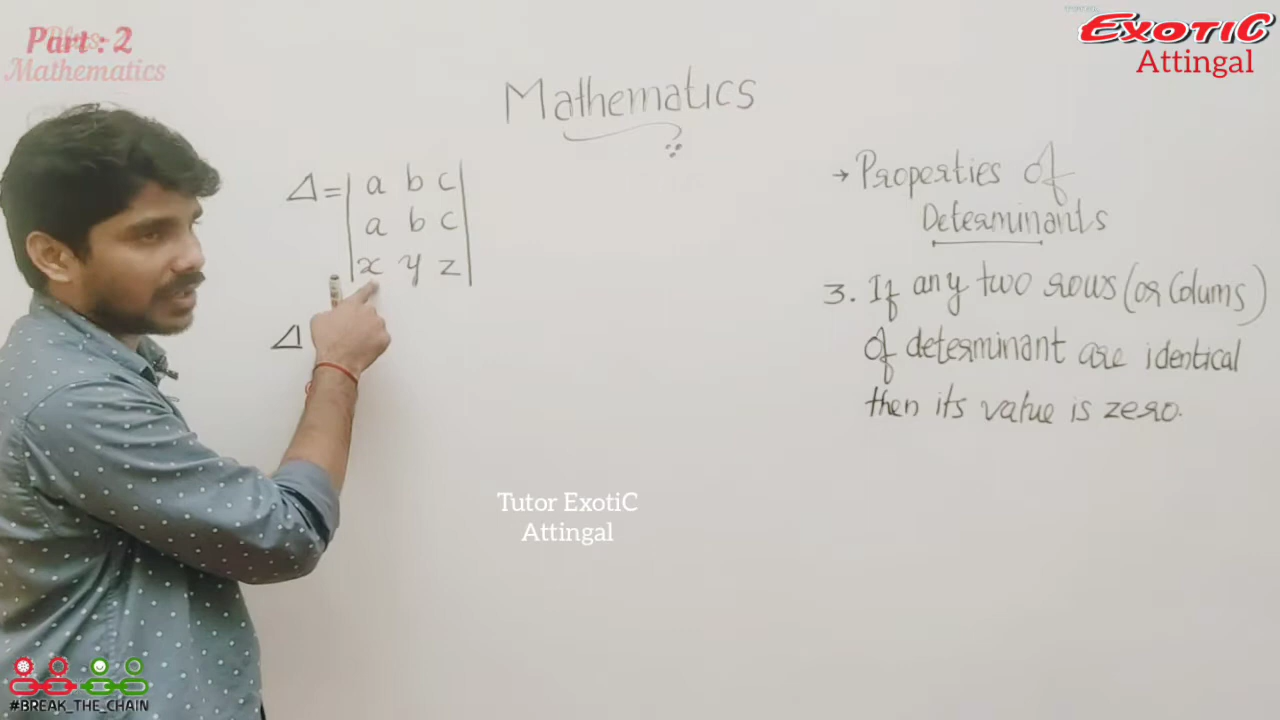 Part : 2
Mathematics
EXOTIC
Attingal
Mathematics
Δ = | a b c |
| a b c |
| x y z |
Δ
→ Properties of
Determinants
3. If any two rows (or Colums)
of determinant are identical
then its value is zero.
Tutor ExotiC
Attingal
#BREAK_THE_CHAIN